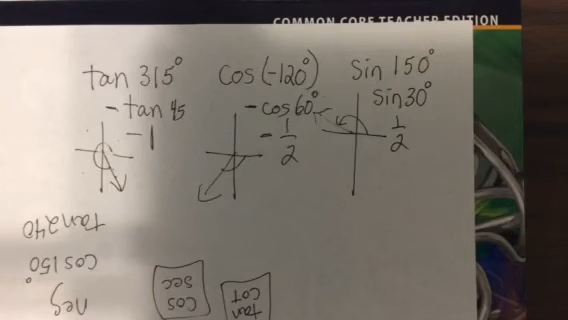 COMMON CORE TEACHER EDITION
tan 315° cos(-120°) sin 150°
- tan 45 - cos 60° sin 30°
- 1 - 1/2 1/2
tan 240
cos 150°
neg
cos
sec
tan
cot